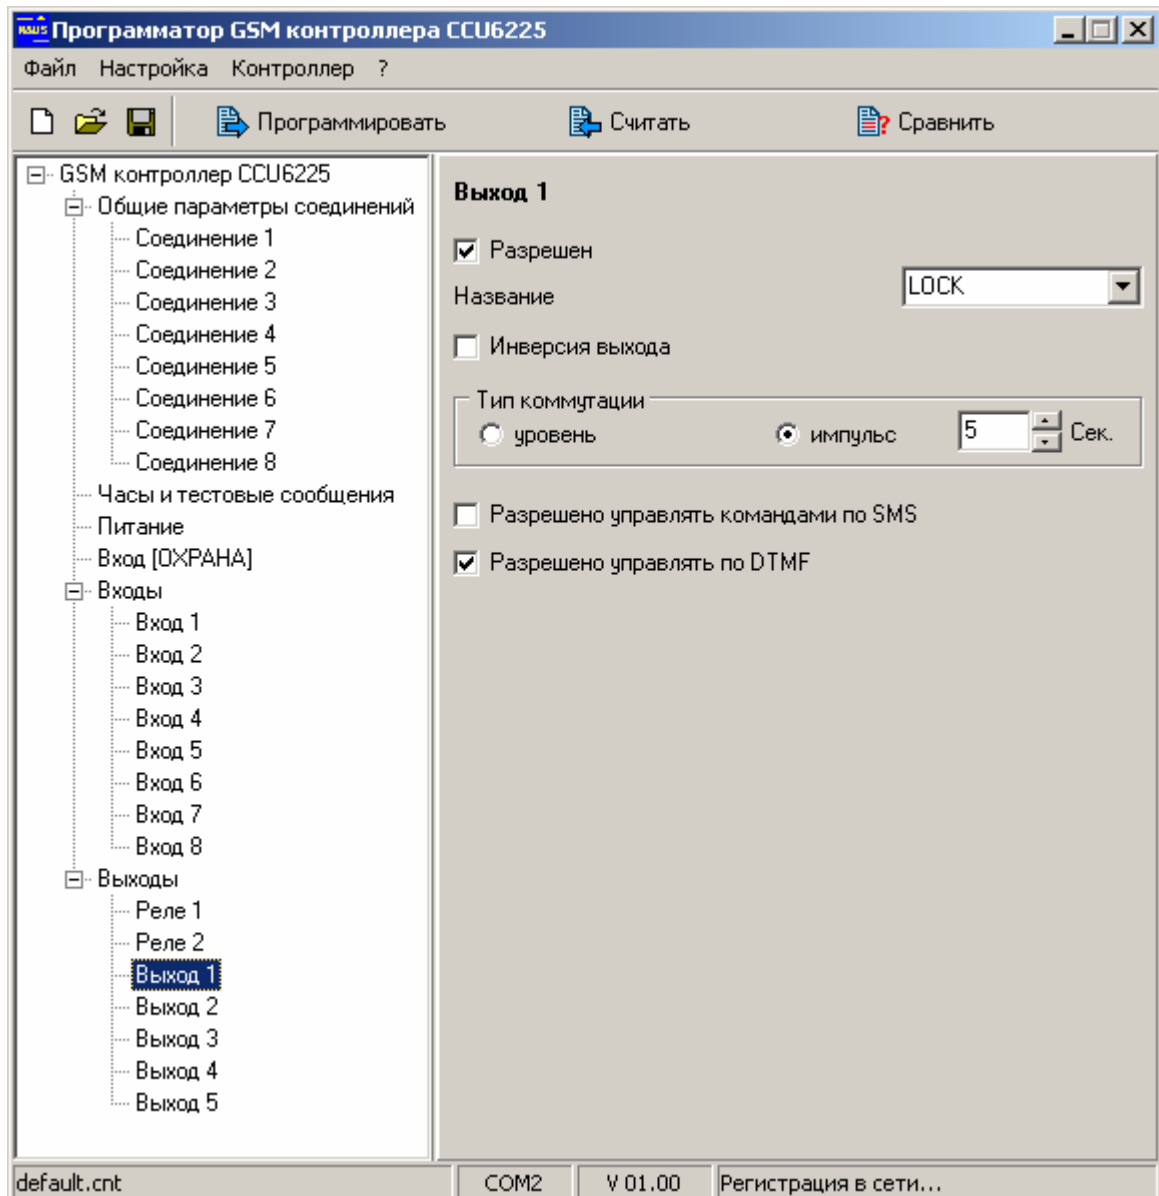 Программатор GSM контроллера CCU6225
Файл Настройка Контроллер ?
Программировать Считать Сравнить
GSM контроллер CCU6225
Общие параметры соединений
Соединение 1
Соединение 2
Соединение 3
Соединение 4
Соединение 5
Соединение 6
Соединение 7
Соединение 8
Часы и тестовые сообщения
Питание
Вход [ОХРАНА]
Входы
Вход 1
Вход 2
Вход 3
Вход 4
Вход 5
Вход 6
Вход 7
Вход 8
Выходы
Реле 1
Реле 2
Выход 1
Выход 2
Выход 3
Выход 4
Выход 5
Выход 1
Разрешен
Название LOCK
Инверсия выхода
Тип коммутации
уровень импульс 5 Сек.
Разрешено управлять командами по SMS
Разрешено управлять по DTMF
default.cnt COM2 V 01.00 Регистрация в сети...